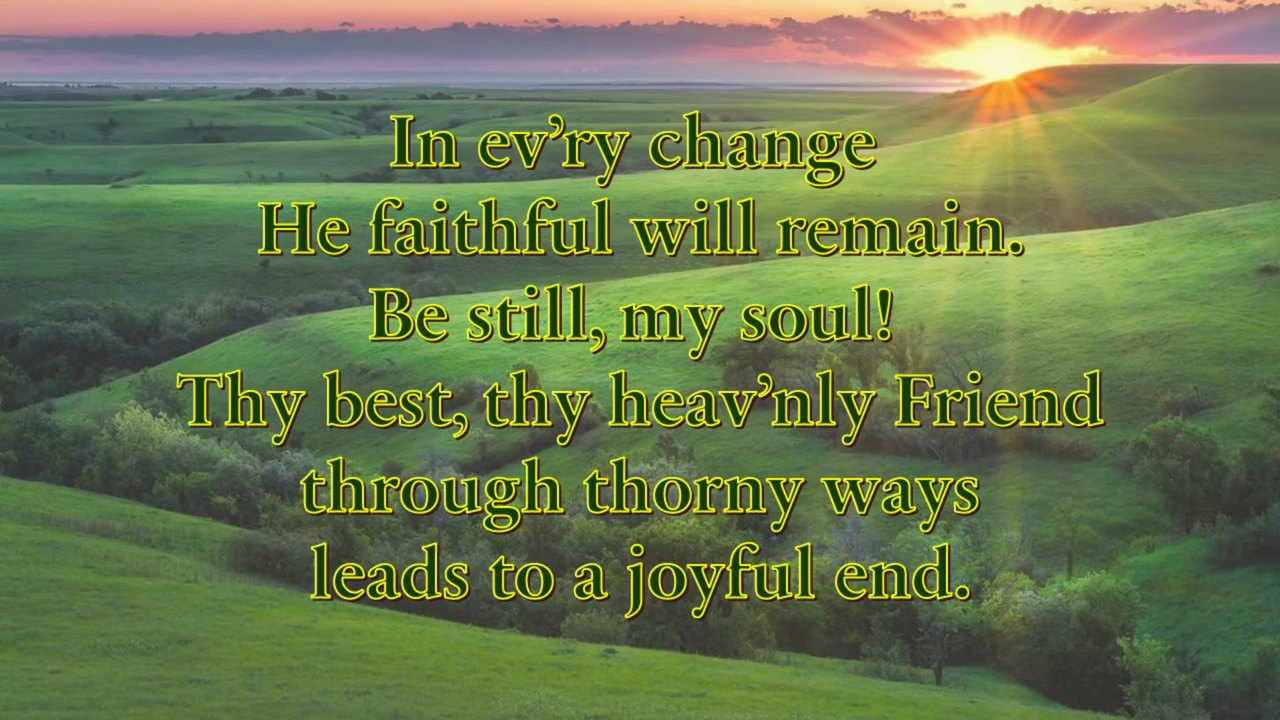 In ev’ry change
He faithful will remain.
Be still, my soul!
Thy best, thy heav’nly Friend
through thorny ways
leads to a joyful end.